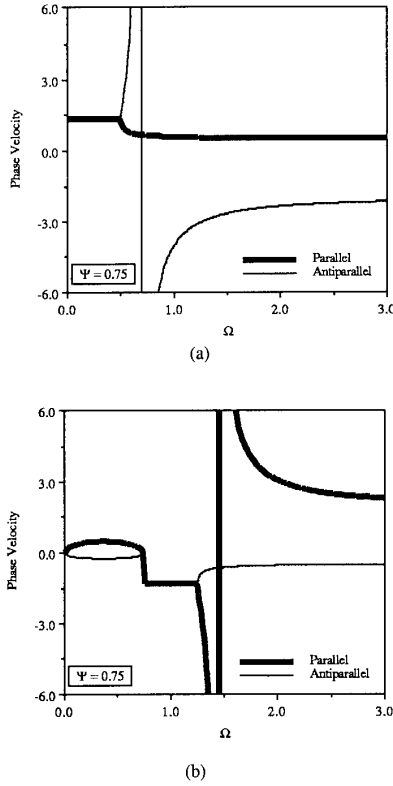 6.0
3.0
0.0
-3.0
-6.0
Phase Velocity
Ψ = 0.75
Parallel
Antiparallel
0.0 1.0 2.0 3.0
Ω
(a)
6.0
3.0
0.0
-3.0
-6.0
Phase Velocity
Ψ = 0.75
Parallel
Antiparallel
0.0 1.0 2.0 3.0
Ω
(b)